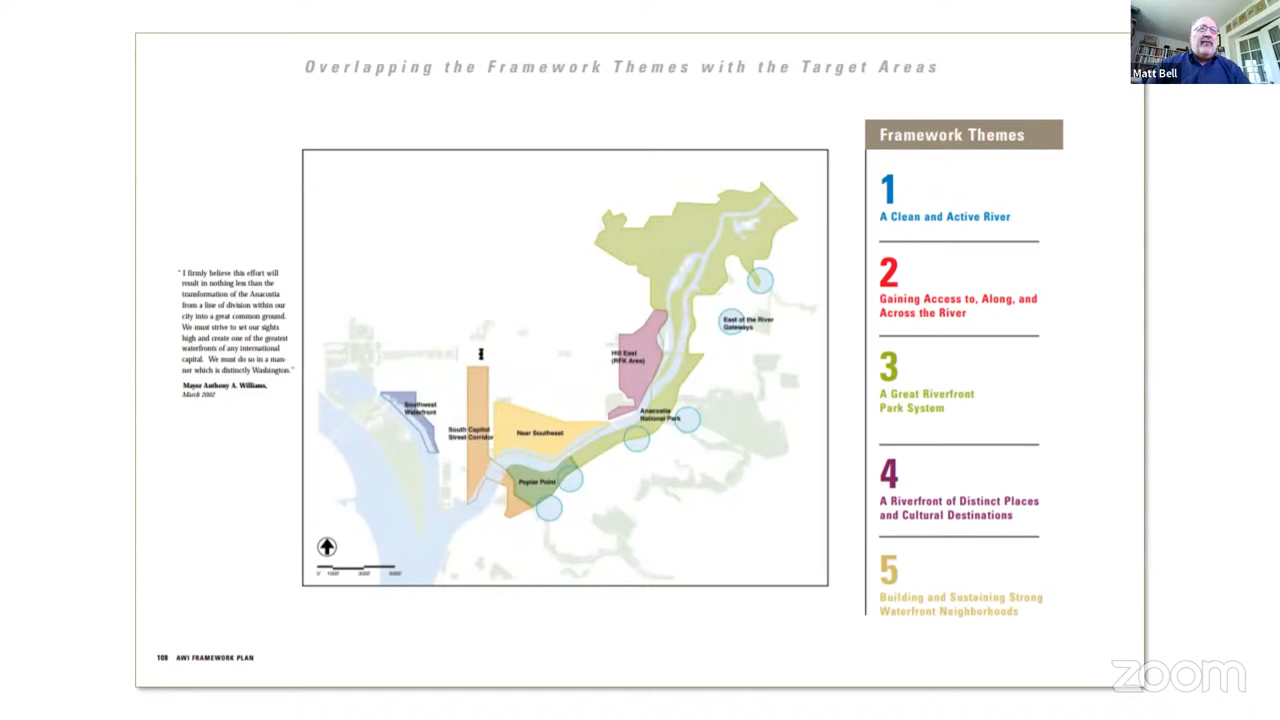 Matt Bell
Overlapping the Framework Themes with the Target Areas
Framework Themes
1
A Clean and Active River
2
Gaining Access to, Along, and
Across the River
3
A Great Riverfront
Park System
4
A Riverfront of Distinct Places
and Cultural Destinations
5
Building and Sustaining Strong
Waterfront Neighborhoods
" I firmly believe this effort will
result in nothing less than the
transformation of the Anacostia
from a line of division within our
city into a great common ground.
We must strive to set our sights
high and create one of the greatest
waterfronts of any international
capital. We must do so in a man-
ner which is distinctly Washington."
Mayor Anthony A. Williams,
March 2002
East of the River
Gateways
Hill East
(RFK Area)
Southwest
Waterfront
Anacostia
National Park
South Capitol
Street Corridor
Near Southeast
Poplar Point
0'
108 AWI FRAMEWORK PLAN
zoom